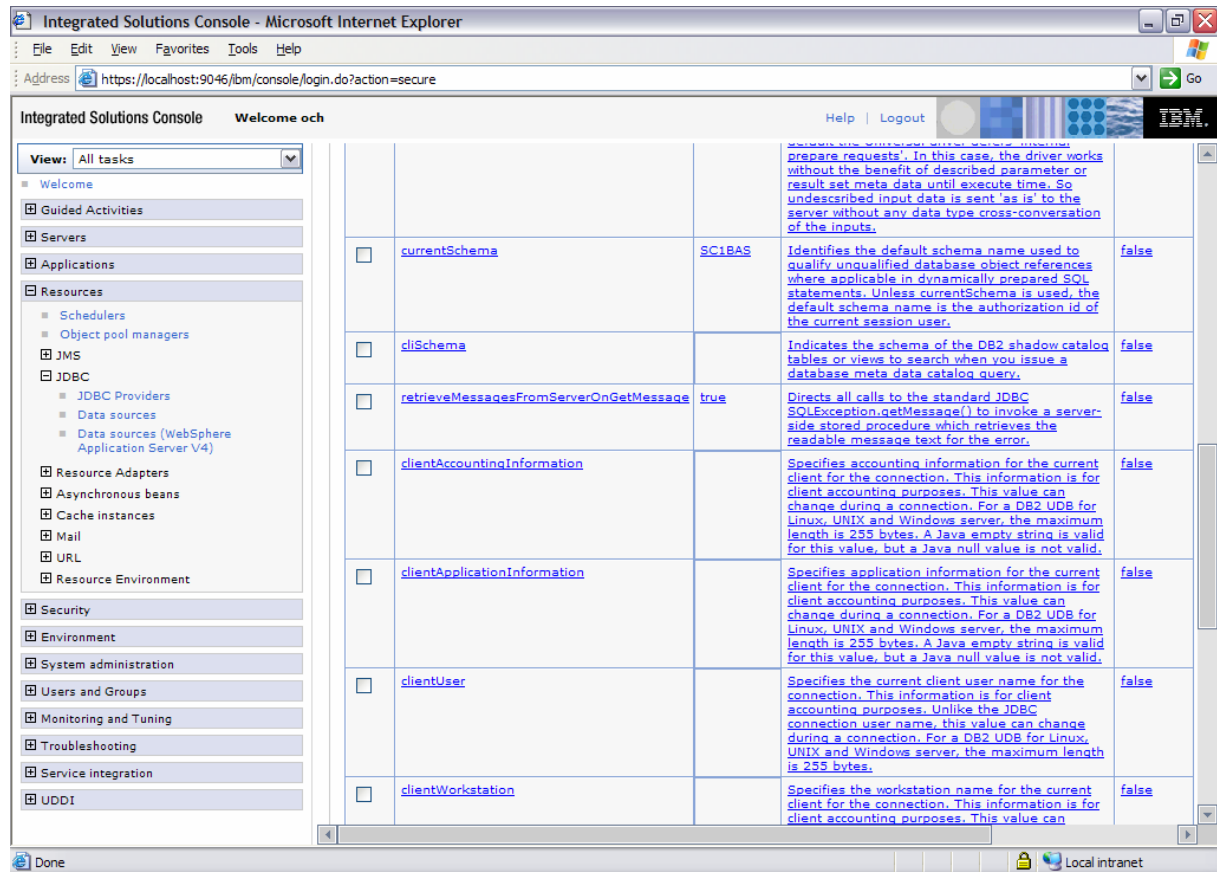 Integrated Solutions Console - Microsoft Internet Explorer
File Edit View Favorites Tools Help
Address https://localhost:9046/ibm/console/login.do?action=secure Go
Integrated Solutions Console Welcome och Help | Logout IBM.
View: All tasks
Welcome
Guided Activities
Servers
Applications
Resources
Schedulers
Object pool managers
JMS
JDBC
JDBC Providers
Data sources
Data sources (WebSphere
Application Server V4)
Resource Adapters
Asynchronous beans
Cache instances
Mail
URL
Resource Environment
Security
Environment
System administration
Users and Groups
Monitoring and Tuning
Troubleshooting
Service integration
UDDI
default the Universal driver defers 'internal
prepare requests'. In this case, the driver works
without the benefit of described parameter or
result set meta data until execute time. So
undescsribed input data is sent 'as is' to the
server without any data type cross-conversation
of the inputs.
currentSchema SC1BAS Identifies the default schema name used to false
qualify unqualified database object references
where applicable in dynamically prepared SQL
statements. Unless currentSchema is used, the
default schema name is the authorization id of
the current session user.
cliSchema Indicates the schema of the DB2 shadow catalog false
tables or views to search when you issue a
database meta data catalog query.
retrieveMessagesFromServerOnGetMessage true Directs all calls to the standard JDBC false
SQLException.getMessage() to invoke a server-
side stored procedure which retrieves the
readable message text for the error.
clientAccountingInformation Specifies accounting information for the current false
client for the connection. This information is for
client accounting purposes. This value can
change during a connection. For a DB2 UDB for
Linux, UNIX and Windows server, the maximum
length is 255 bytes. A Java empty string is valid
for this value, but a Java null value is not valid.
clientApplicationInformation Specifies application information for the current false
client for the connection. This information is for
client accounting purposes. This value can
change during a connection. For a DB2 UDB for
Linux, UNIX and Windows server, the maximum
length is 255 bytes. A Java empty string is valid
for this value, but a Java null value is not valid.
clientUser Specifies the current client user name for the false
connection. This information is for client
accounting purposes. Unlike the JDBC
connection user name, this value can change
during a connection. For a DB2 UDB for Linux,
UNIX and Windows server, the maximum length
is 255 bytes.
clientWorkstation Specifies the workstation name for the current false
client for the connection. This information is for
client accounting purposes. This value can
Done Local intranet